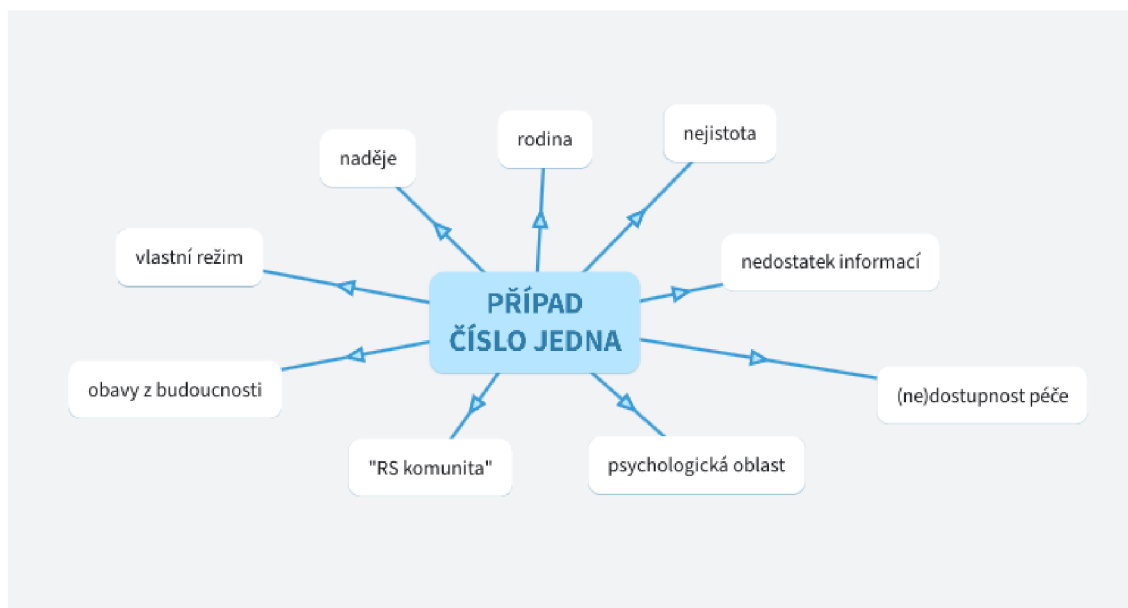 rodina
nejistota
naděje
vlastní režim
nedostatek informací
PŘÍPAD
ČÍSLO JEDNA
obavy z budoucnosti
(ne)dostupnost péče
"RS komunita"
psychologická oblast